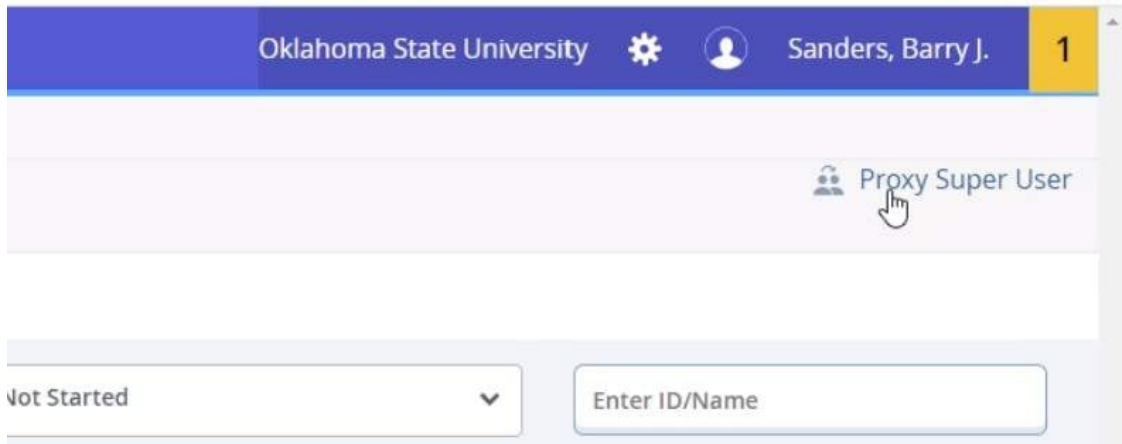 Oklahoma State University Sanders, Barry J. 1
Proxy Super User
Not Started
Enter ID/Name